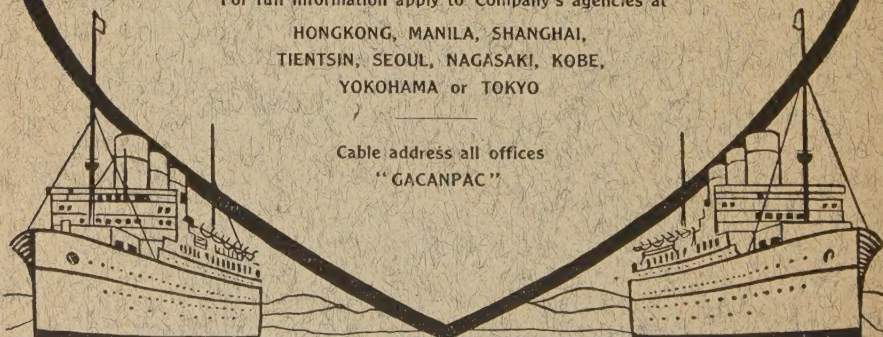 For full information apply to Company's agencies at
HONGKONG, MANILA, SHANGHAI,
TIENTSIN, SEOUL, NAGASAKI, KOBE,
YOKOHAMA or TOKYO
Cable address all offices
"GACANPAC"